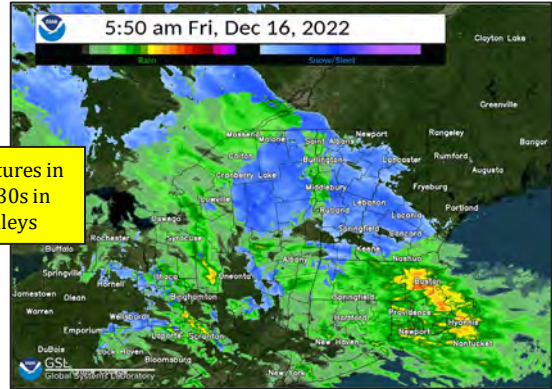 5:50 am Fri, Dec 16, 2022
Rain
Snow/Sleet
Clayton Lake
Greenville
Massena
Malone
Saint Albans
Newport
Rangeley
Bangor
Canton
Burlington
Lancaster
Rumford
Augusta
Cranberry Lake
Middlebury
Fryeburg
tures in
30s in
leys
Lowville
Rutland
Lebanon
Laconia
Portland
Oswego
Springfield
Concord
Rochester
Syracuse
Keene
Buffalo
Albany
Nashua
Springville
Ithaca
Oneonta
Boston
Hornell
Jamestown
Olean
Binghamton
Springfield
Providence
Warren
Wellsboro
Hartford
Hyannis
Emporium
Laporte
Scranton
Newport
Nantucket
DuBois
Lock Haven
New Haven
Bloomsburg
GSL
Global Systems Laboratory
New York